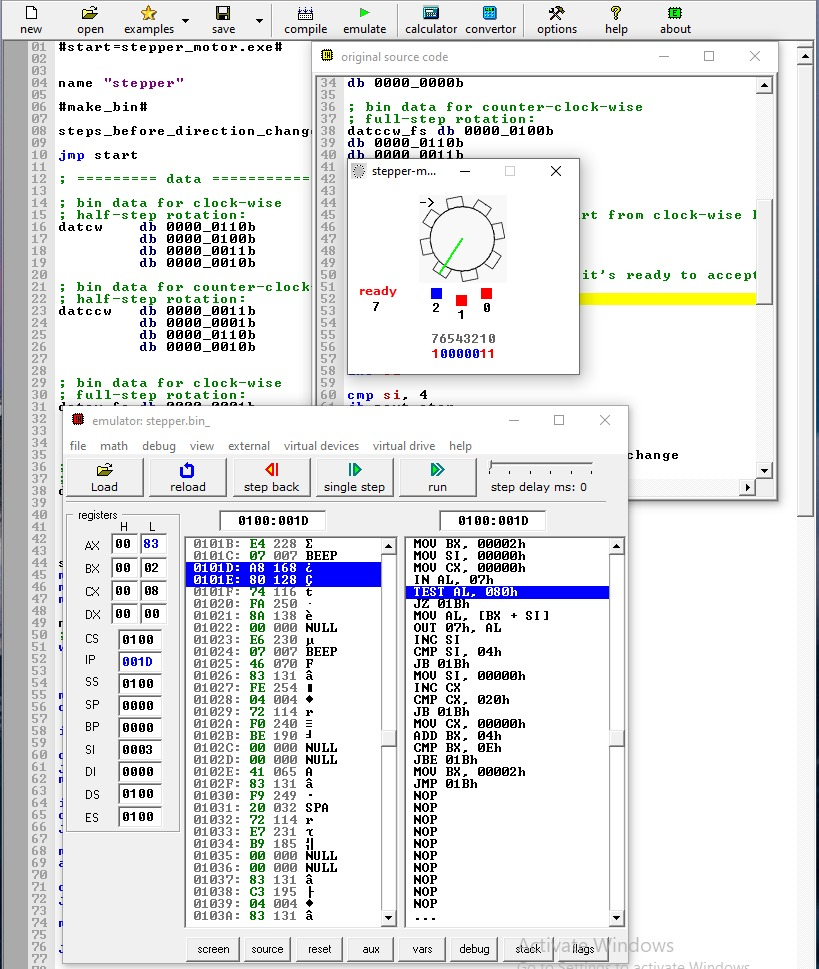 new open examples save compile emulate calculator convertor options help about
01 #start=stepper_motor.exe#
02
03
04 name "stepper"
05
06 #make_bin#
07
08 steps_before_direction_chang
09
10 jmp start
11
12 ; ========= data ===========
13
14 ; bin data for clock-wise
15 ; half-step rotation:
16 datcw db 0000_0110b
17 db 0000_0100b
18 db 0000_0011b
19 db 0000_0010b
20
21 ; bin data for counter-clock
22 ; half-step rotation:
23 datccw db 0000_0011b
24 db 0000_0001b
25 db 0000_0110b
26 db 0000_0010b
27
28
29 ; bin data for clock-wise
30 ; full-step rotation:
31
original source code
34 db 0000_0000b
35
36 ; bin data for counter-clock-wise
37 ; full-step rotation:
38 datccw_fs db 0000_0100b
39 db 0000_0110b
40 db 0000_0011b
rt from clock-wise h
it's ready to accept
60 cmp si, 4
change
stepper-m...
->
ready
7
2 1 0
76543210
10000011
emulator: stepper.bin_
file math debug view external virtual devices virtual drive help
Load reload step back single step run step delay ms: 0
registers
H L
AX 00 83
BX 00 02
CX 00 08
DX 00 00
CS 0100
IP 001D
SS 0100
SP 0000
BP 0000
SI 0003
DI 0000
DS 0100
ES 0100
0100:001D
0101B: E4 228 Σ
0101C: 07 007 BEEP
0101D: A8 168 ¿
0101E: 80 128 Ç
0101F: 74 116 t
01020: FA 250 ·
01021: 8A 138 è
01022: 00 000 NULL
01023: E6 230 µ
01024: 07 007 BEEP
01025: 46 070 F
01026: 83 131 â
01027: FE 254 ■
01028: 04 004 ♦
01029: 72 114 r
0102A: F0 240 ≡
0102B: BE 190 ╛
0102C: 00 000 NULL
0102D: 00 000 NULL
0102E: 41 065 A
0102F: 83 131 â
01030: F9 249 ·
01031: 20 032 SPA
01032: 72 114 r
01033: E7 231 τ
01034: B9 185 ╣
01035: 00 000 NULL
01036: 00 000 NULL
01037: 83 131 â
01038: C3 195 ├
01039: 04 004 ♦
0103A: 83 131 â
0100:001D
MOV BX, 00002h
MOV SI, 00000h
MOV CX, 00000h
IN AL, 07h
TEST AL, 080h
JZ 01Bh
MOV AL, [BX + SI]
OUT 07h, AL
INC SI
CMP SI, 04h
JB 01Bh
MOV SI, 00000h
INC CX
CMP CX, 020h
JB 01Bh
MOV CX, 00000h
ADD BX, 04h
CMP BX, 0Eh
JBE 01Bh
MOV BX, 00002h
JMP 01Bh
NOP
NOP
NOP
NOP
NOP
NOP
NOP
NOP
NOP
NOP
...
screen source reset aux vars debug stack flags
Activate Windows
Go to Settings to activate Windows.